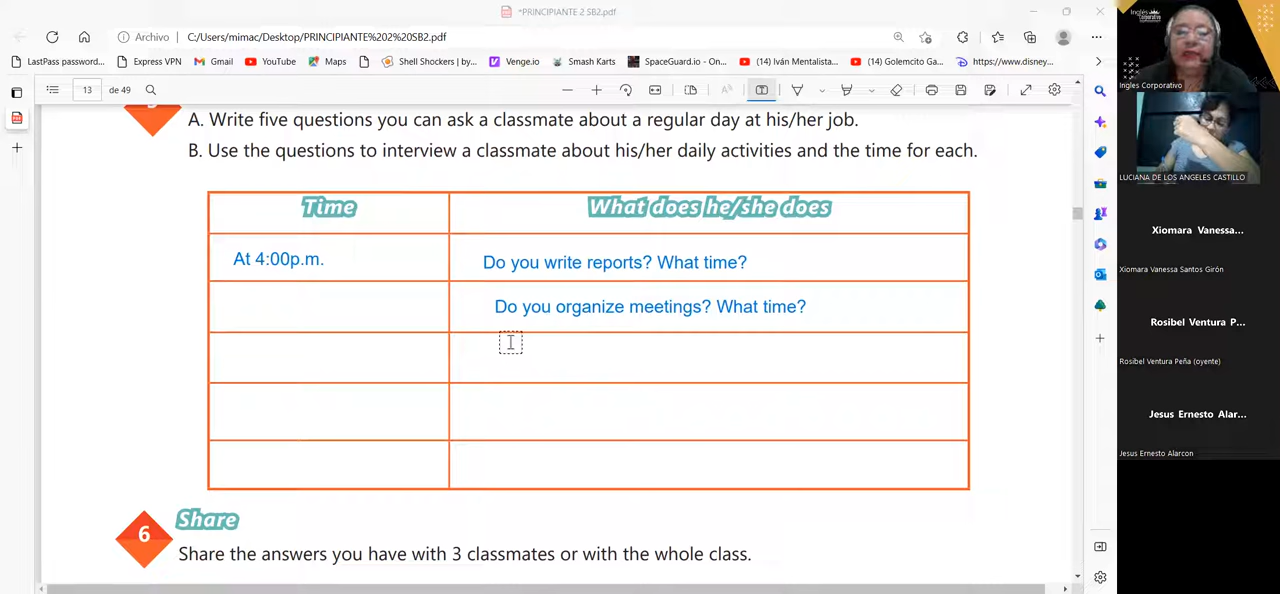 *PRINCIPIANTE 2 SB2.pdf
Archivo | C:/Users/mimac/Desktop/PRINCIPIANTE%202%20SB2.pdf
LastPass password... Express VPN Gmail YouTube Maps Shell Shockers | by... Venge.io Smash Karts SpaceGuard.io - On... (14) Iván Mentalista... (14) Golemcito Ga... https://www.disney...
13 de 49
A. Write five questions you can ask a classmate about a regular day at his/her job.
B. Use the questions to interview a classmate about his/her daily activities and the time for each.
Time What does he/she does
At 4:00p.m. Do you write reports? What time?
Do you organize meetings? What time?
6 Share
Share the answers you have with 3 classmates or with the whole class.
Inglés
Corporativo
Ingles Corporativo
LUCIANA DE LOS ANGELES CASTILLO
Xiomara Vanessa...
Xiomara Vanessa Santos Girón
Rosibel Ventura P...
Rosibel Ventura Peña (oyente)
Jesus Ernesto Alar...
Jesus Ernesto Alarcon